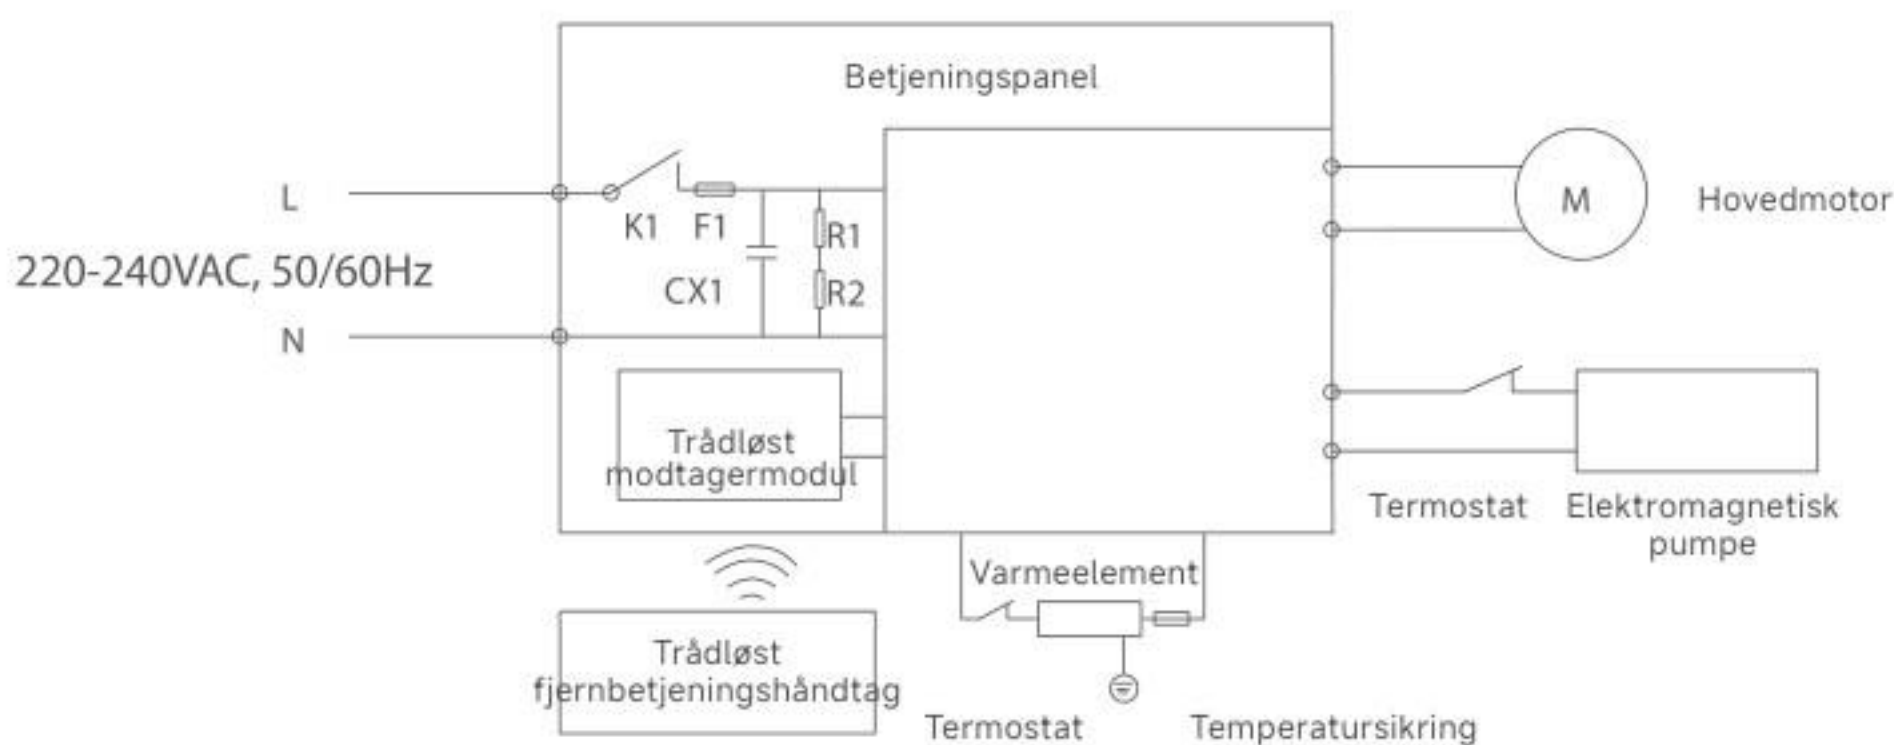 Betjeningspanel
L
K1
F1
R1
M
Hovedmotor
220-240VAC, 50/60Hz
CX1
R2
N
Trådløst
modtagermodul
Termostat
Elektromagnetisk
pumpe
Varmeelement
Trådløst
fjernbetjeningshåndtag
Termostat
Temperatursikring